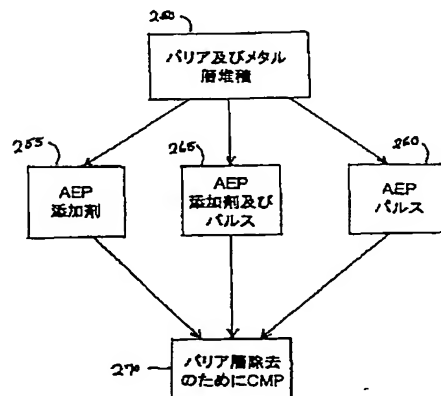 250
バリア及びメタル
層堆積
255
AEP
添加剤
265
AEP
添加剤及び
パルス
260
AEP
パルス
270
バリア層除去
のためにCMP